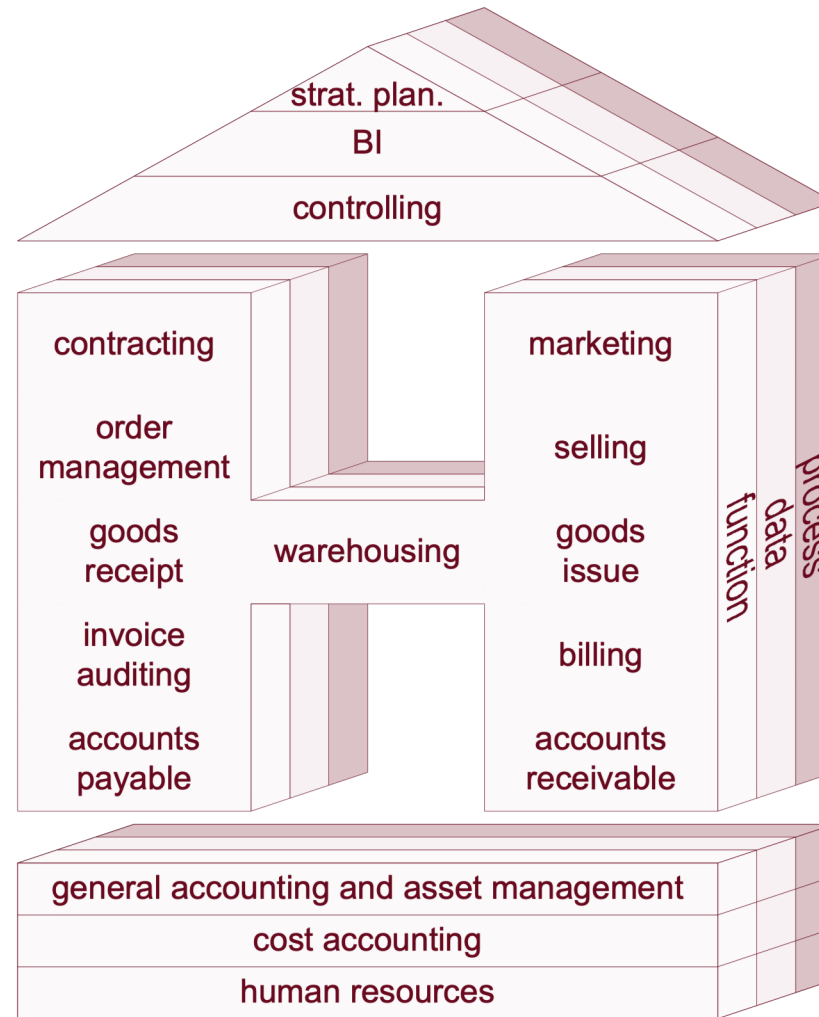 strat. plan.
BI
controlling
contracting
order
management
goods
receipt
invoice
auditing
accounts
payable
warehousing
marketing
selling
goods
issue
billing
accounts
receivable
function
data
process
general accounting and asset management
cost accounting
human resources